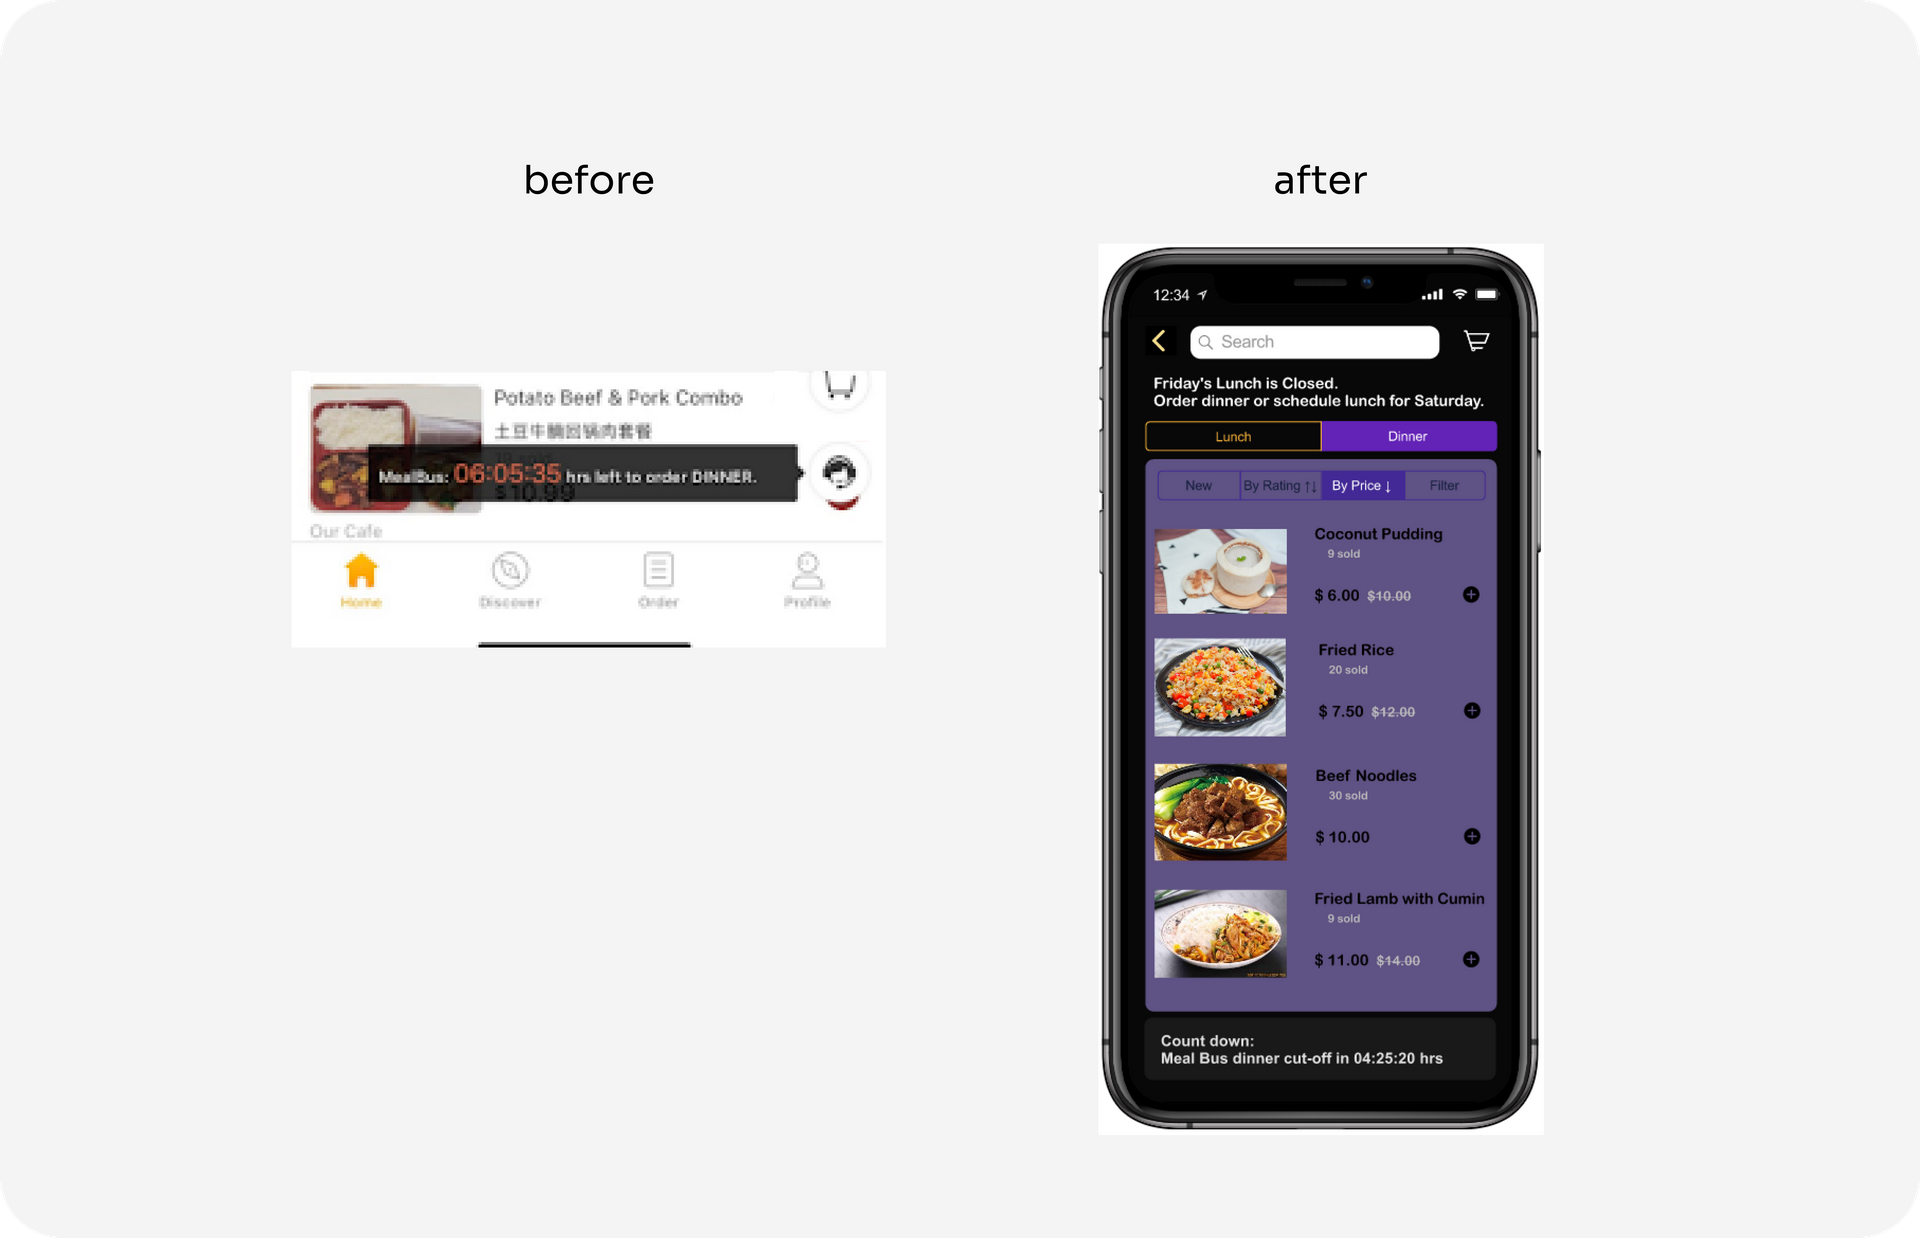 before
after
Potato Beef & Pork Combo
土豆牛腩回锅肉套餐
18 sold
MealBus: 06:05:35 hrs left to order DINNER.
$10.99
Our Cafe
Home
Discover
Order
Profile
12:34
Search
Friday's Lunch is Closed.
Order dinner or schedule lunch for Saturday.
Lunch
Dinner
New
By Rating ↑↓
By Price ↓
Filter
Coconut Pudding
9 sold
$ 6.00 $10.00
Fried Rice
20 sold
$ 7.50 $12.00
Beef Noodles
30 sold
$ 10.00
Fried Lamb with Cumin
9 sold
$ 11.00 $14.00
Count down:
Meal Bus dinner cut-off in 04:25:20 hrs